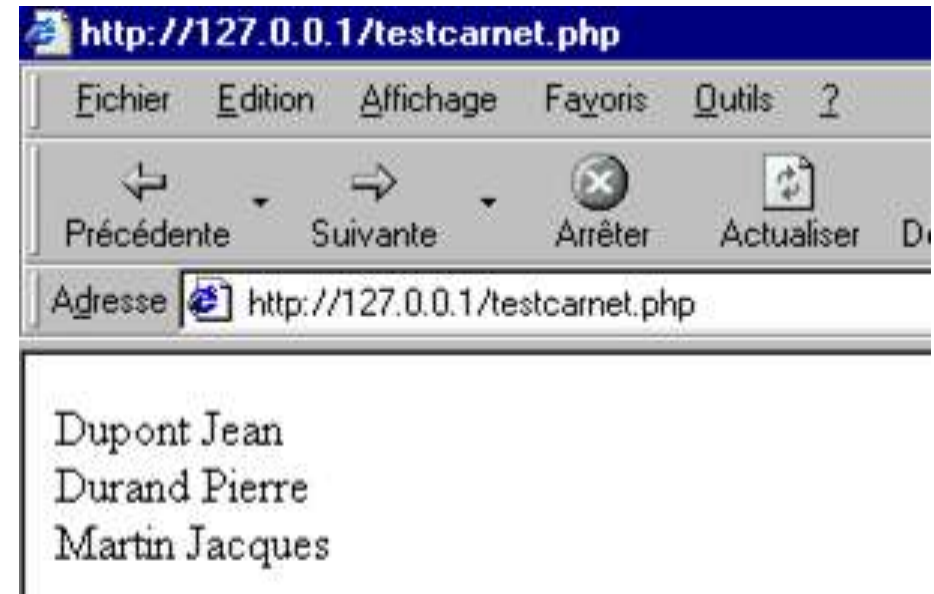 http://127.0.0.1/testcarnet.php
Fichier Edition Affichage Favoris Outils ?
Précédente Suivante Arrêter Actualiser
Adresse http://127.0.0.1/testcarnet.php
Dupont Jean
Durand Pierre
Martin Jacques